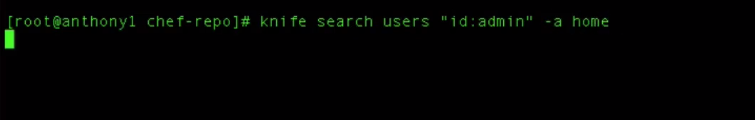 [root@anthony1 chef-repo]# knife search users "id:admin" -a home